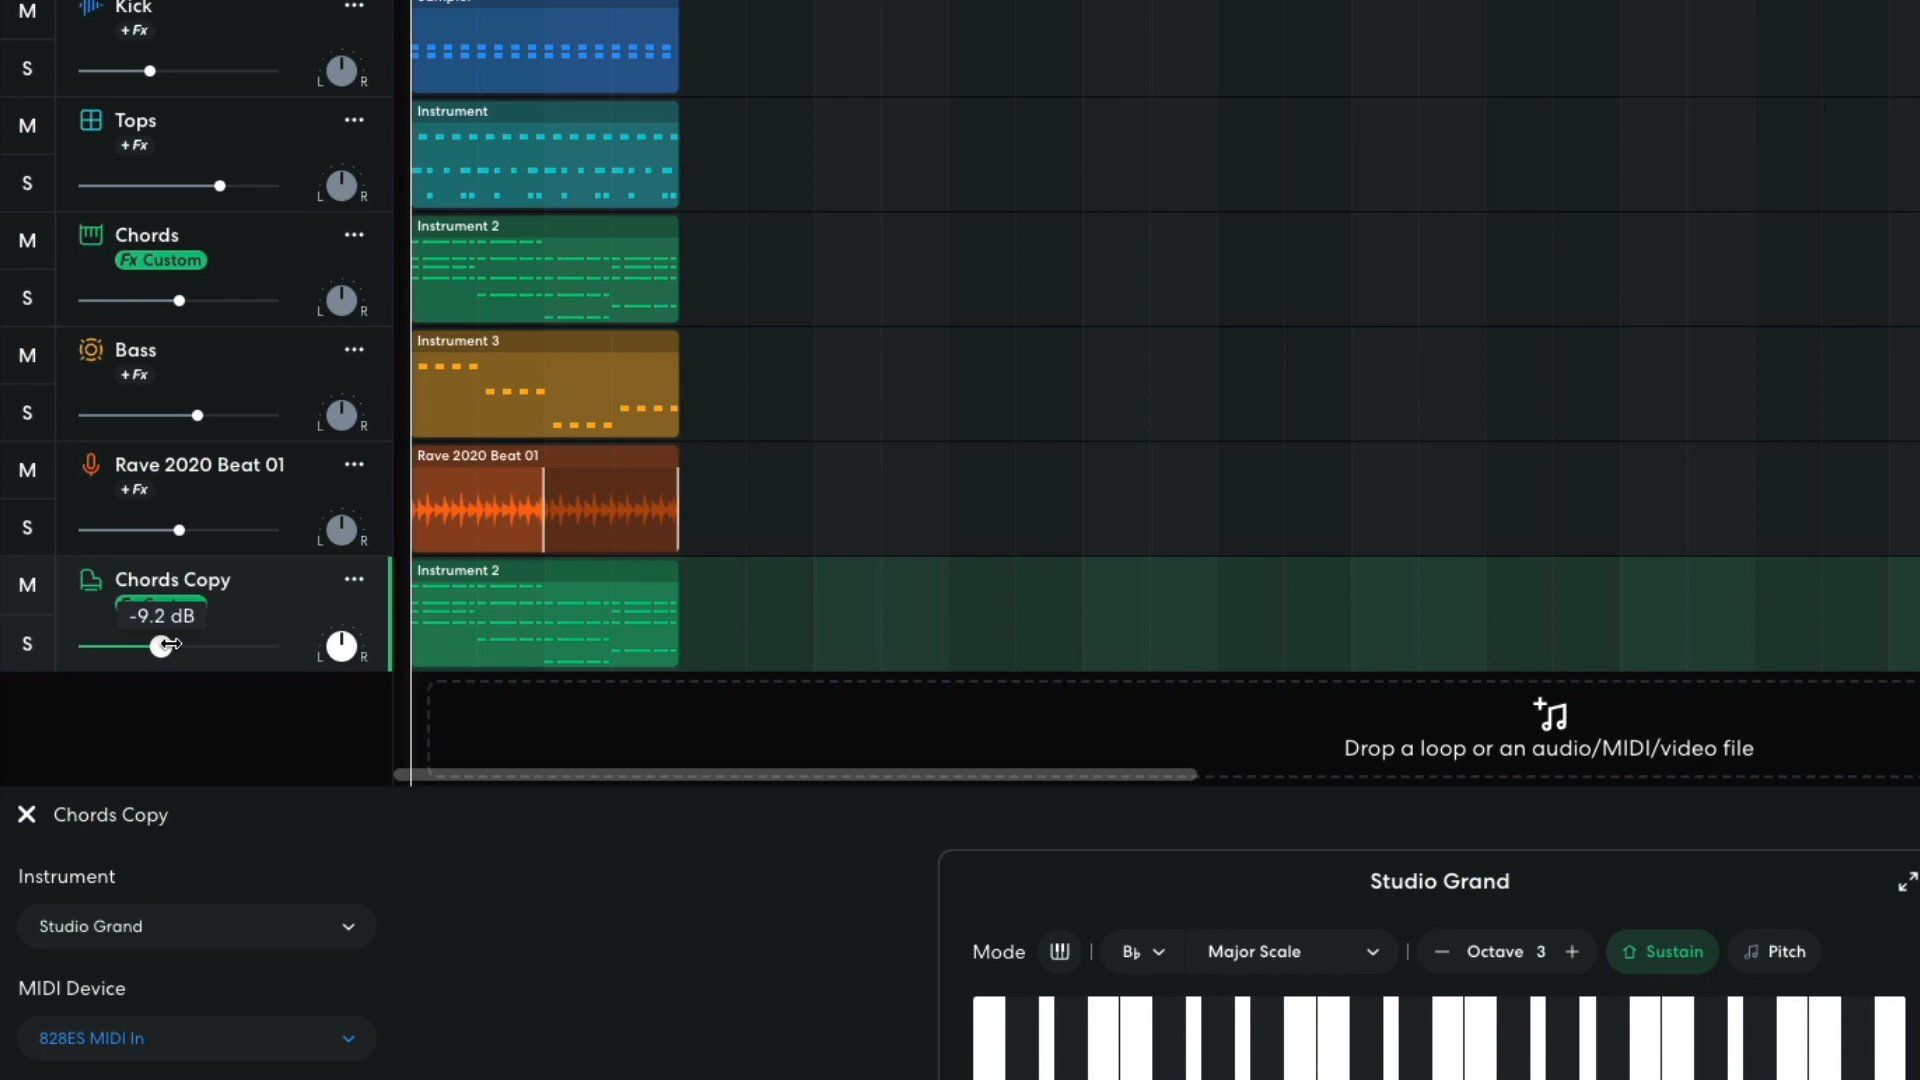 M
Kick
Sampler
+ Fx
S
L
R
M
Tops
Instrument
+ Fx
S
L
R
M
Chords
Instrument 2
Fx Custom
S
L
R
M
Bass
Instrument 3
+ Fx
S
L
R
M
Rave 2020 Beat 01
Rave 2020 Beat 01
+ Fx
S
L
R
M
Chords Copy
Instrument 2
-9.2 dB
S
L
R
Drop a loop or an audio/MIDI/video file
Chords Copy
Instrument
Studio Grand
Studio Grand
Mode
B♭
Major Scale
Octave 3
Sustain
Pitch
MIDI Device
828ES MIDI In